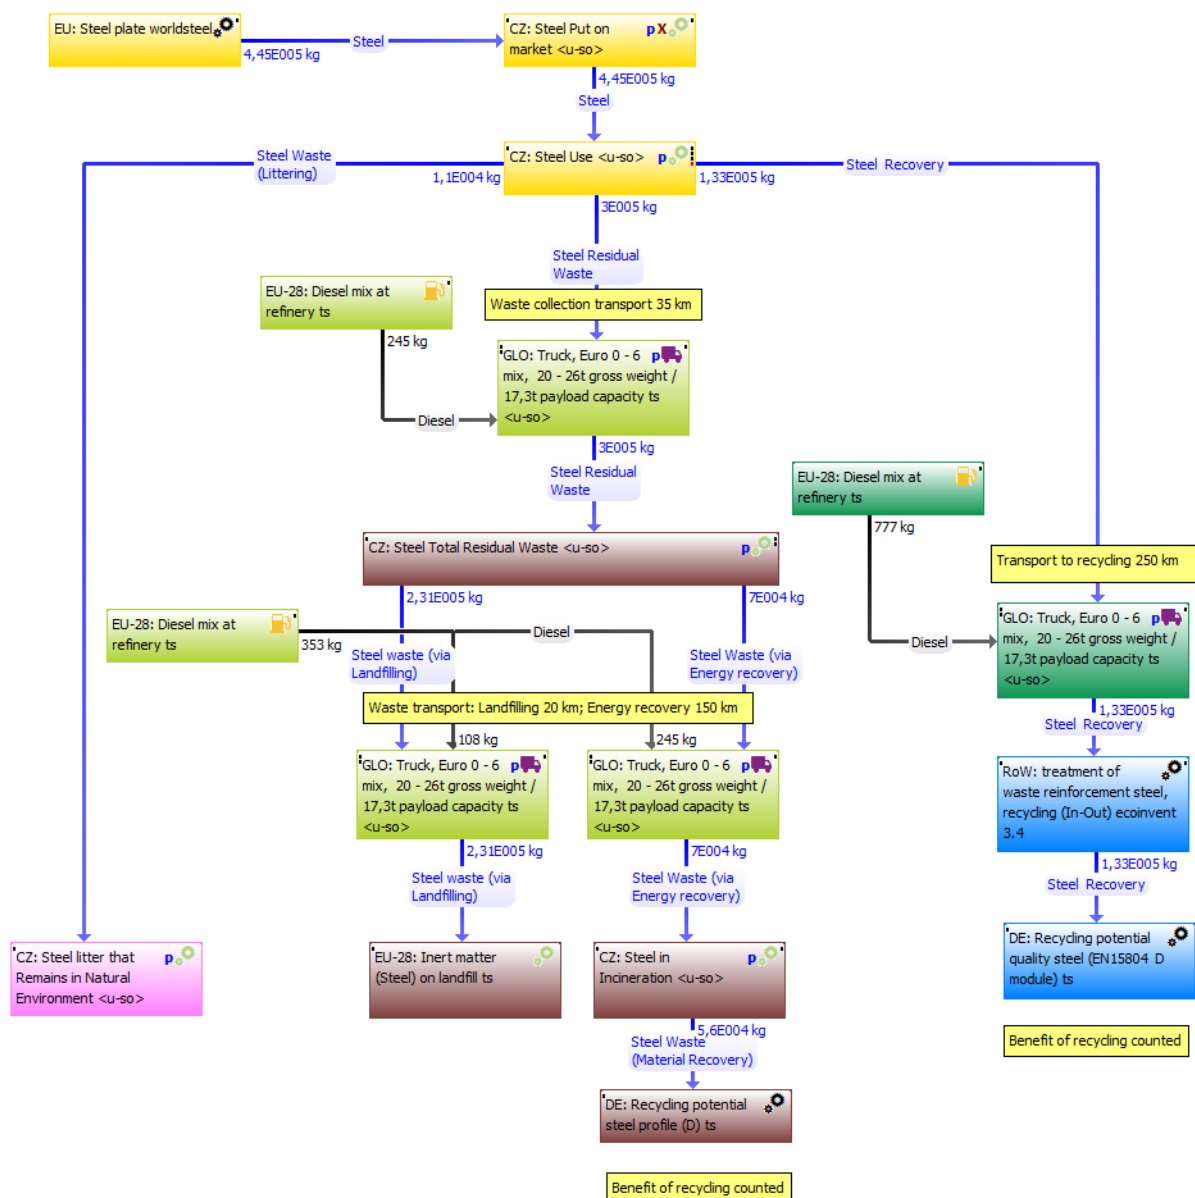 EU: Steel plate worldsteel
Steel
4,45E005 kg
CZ: Steel Put on
market <u-so>
pX
4,45E005 kg
Steel
CZ: Steel Use <u-so>
p
Steel Waste
(Littering)
1,1E004 kg
1,33E005 kg
Steel Recovery
3E005 kg
Steel Residual
Waste
EU-28: Diesel mix at
refinery ts
245 kg
Diesel
Waste collection transport 35 km
GLO: Truck, Euro 0 - 6
mix, 20 - 26t gross weight /
17,3t payload capacity ts
<u-so>
p
3E005 kg
Steel Residual
Waste
EU-28: Diesel mix at
refinery ts
777 kg
Diesel
CZ: Steel Total Residual Waste <u-so>
p
2,31E005 kg
7E004 kg
Transport to recycling 250 km
GLO: Truck, Euro 0 - 6
mix, 20 - 26t gross weight /
17,3t payload capacity ts
<u-so>
p
EU-28: Diesel mix at
refinery ts
353 kg
Diesel
Steel waste (via
Landfilling)
Steel Waste (via
Energy recovery)
Waste transport: Landfilling 20 km; Energy recovery 150 km
108 kg
245 kg
1,33E005 kg
Steel Recovery
GLO: Truck, Euro 0 - 6
mix, 20 - 26t gross weight /
17,3t payload capacity ts
<u-so>
p
GLO: Truck, Euro 0 - 6
mix, 20 - 26t gross weight /
17,3t payload capacity ts
<u-so>
p
RoW: treatment of
waste reinforcement steel,
recycling (In-Out) ecoinvent
3.4
2,31E005 kg
Steel waste (via
Landfilling)
7E004 kg
Steel Waste (via
Energy recovery)
1,33E005 kg
Steel Recovery
CZ: Steel litter that
Remains in Natural
Environment <u-so>
p
EU-28: Inert matter
(Steel) on landfill ts
CZ: Steel in
Incineration <u-so>
p
DE: Recycling potential
quality steel (EN15804 D
module) ts
5,6E004 kg
Steel Waste
(Material Recovery)
Benefit of recycling counted
DE: Recycling potential
steel profile (D) ts
Benefit of recycling counted